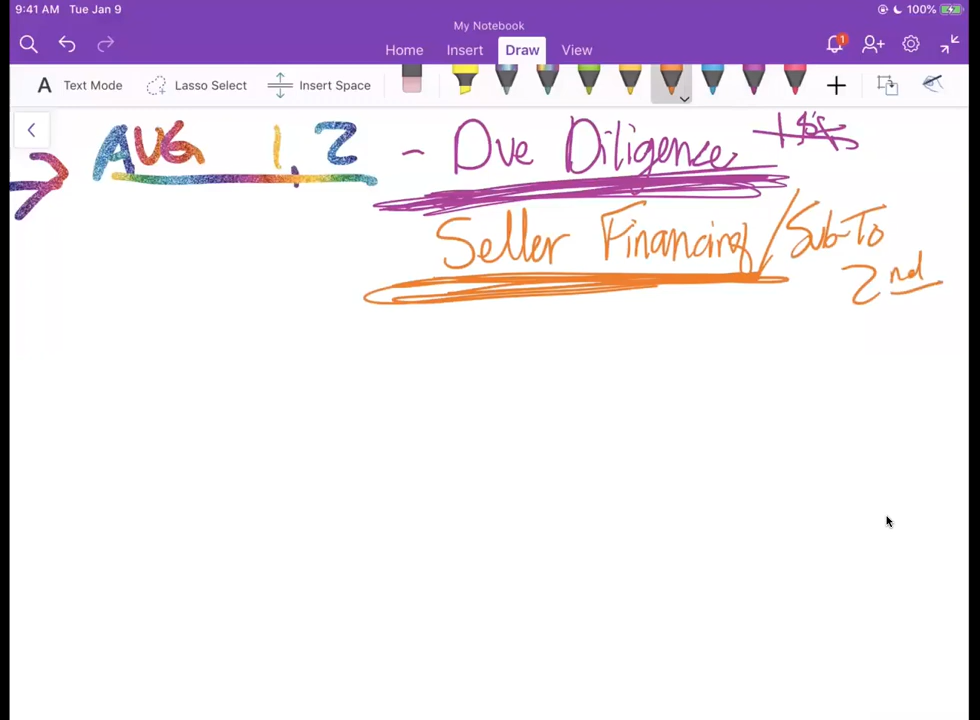 9:41 AM Tue Jan 9
100%
My Notebook
Home Insert Draw View
1
A Text Mode Lasso Select Insert Space
AUG 1, 2 - Due Diligence 1st
Seller Financing / Sub-To
2nd